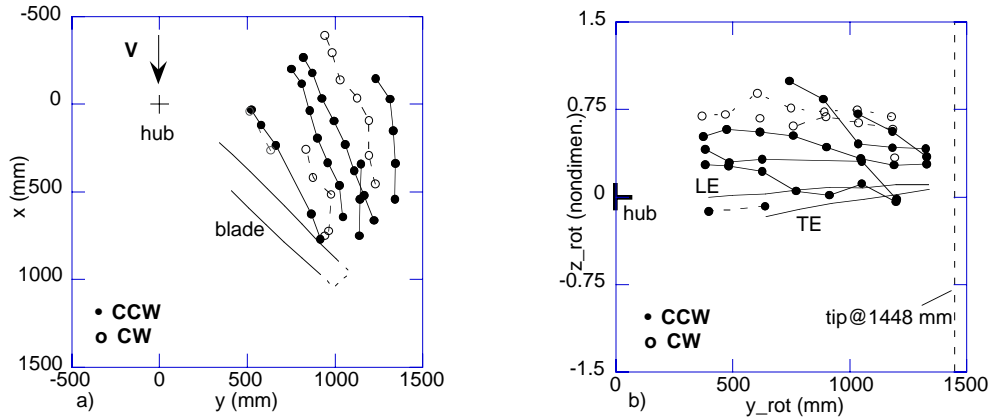 -500
0
500
1000
1500
x (mm)
V
hub
blade
CCW
CW
-500
0
500
1000
1500
a)
y (mm)
1.5
0.75
0
-0.75
-1.5
z_rot (nondimen.)
LE
hub
TE
CCW
CW
tip@1448 mm
0
500
1000
1500
b)
y_rot (mm)